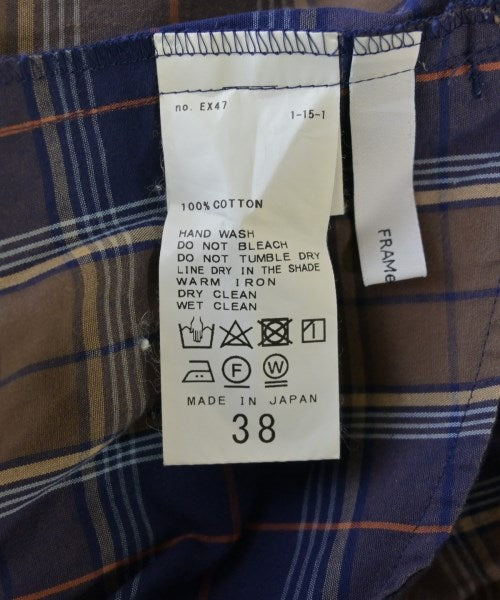 no. EX47 1-15-1
100% COTTON
HAND WASH
DO NOT BLEACH
DO NOT TUMBLE DRY
LINE DRY IN THE SHADE
WARM IRON
DRY CLEAN
WET CLEAN
F W
MADE IN JAPAN
38
FRAMe